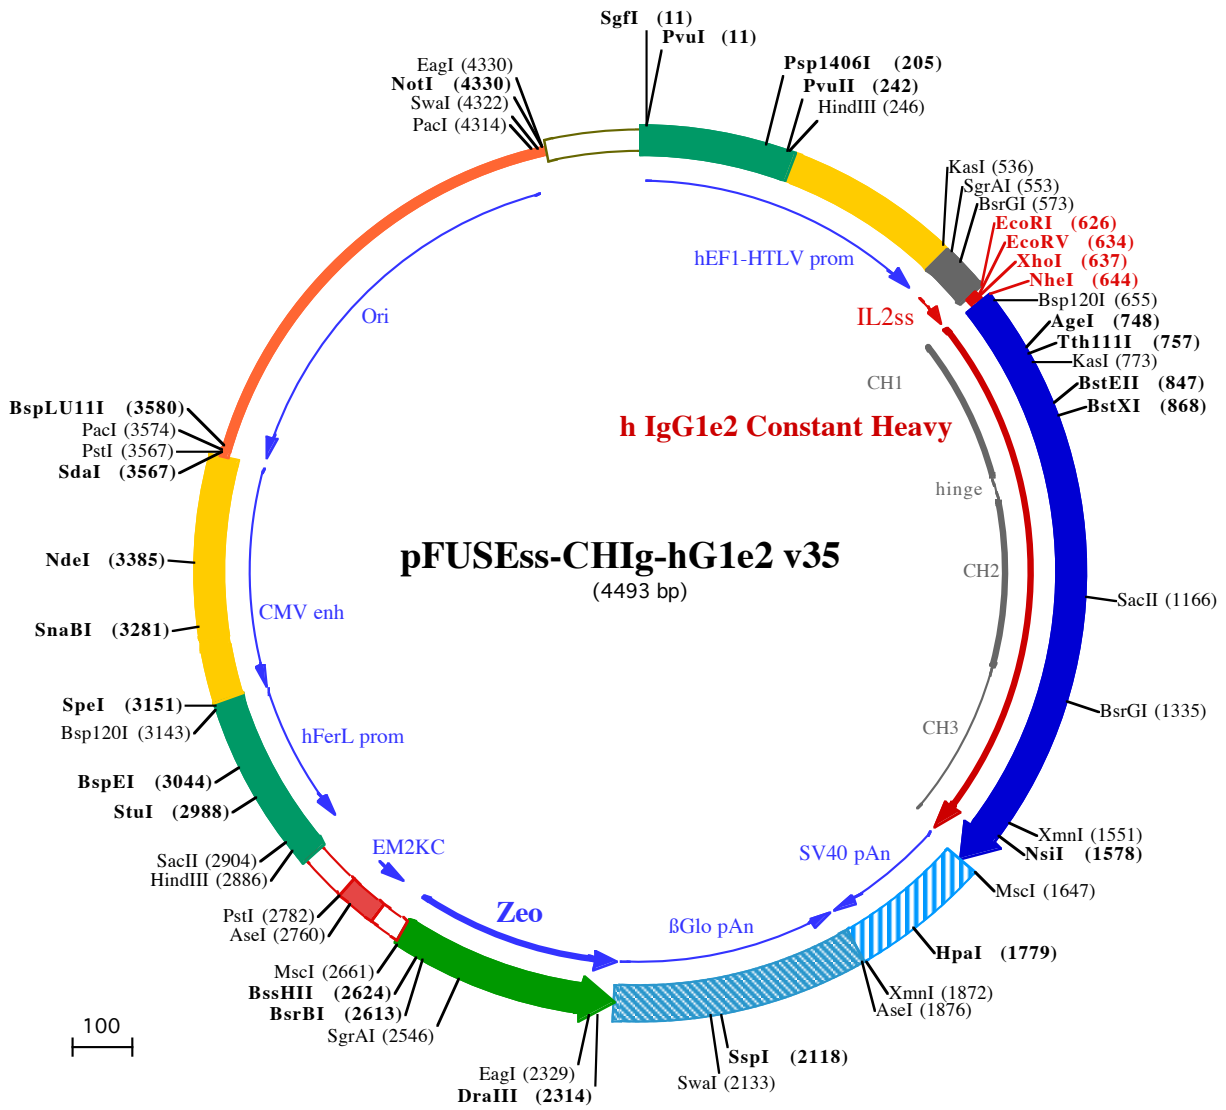 SgfI (11)
PvuI (11)
Psp1406I (205)
PvuII (242)
HindIII (246)
KasI (536)
SgrAI (553)
BsrGI (573)
EcoRI (626)
EcoRV (634)
XhoI (637)
NheI (644)
Bsp120I (655)
AgeI (748)
Tth111I (757)
KasI (773)
BstEII (847)
BstXI (868)
SacII (1166)
BsrGI (1335)
XmnI (1551)
NsiI (1578)
MscI (1647)
HpaI (1779)
XmnI (1872)
AseI (1876)
SspI (2118)
SwaI (2133)
DraIII (2314)
EagI (2329)
SgrAI (2546)
BsrBI (2613)
BssHII (2624)
MscI (2661)
AseI (2760)
PstI (2782)
HindIII (2886)
SacII (2904)
StuI (2988)
BspEI (3044)
Bsp120I (3143)
SpeI (3151)
SnaBI (3281)
NdeI (3385)
SdaI (3567)
PstI (3567)
PacI (3574)
BspLU11I (3580)
PacI (4314)
SwaI (4322)
NotI (4330)
EagI (4330)
hEF1-HTLV prom
IL2ss
CH1
h IgG1e2 Constant Heavy
hinge
CH2
CH3
SV40 pAn
ßGlo pAn
Zeo
EM2KC
hFerL prom
CMV enh
Ori
pFUSEss-CHIg-hG1e2 v35
(4493 bp)
100